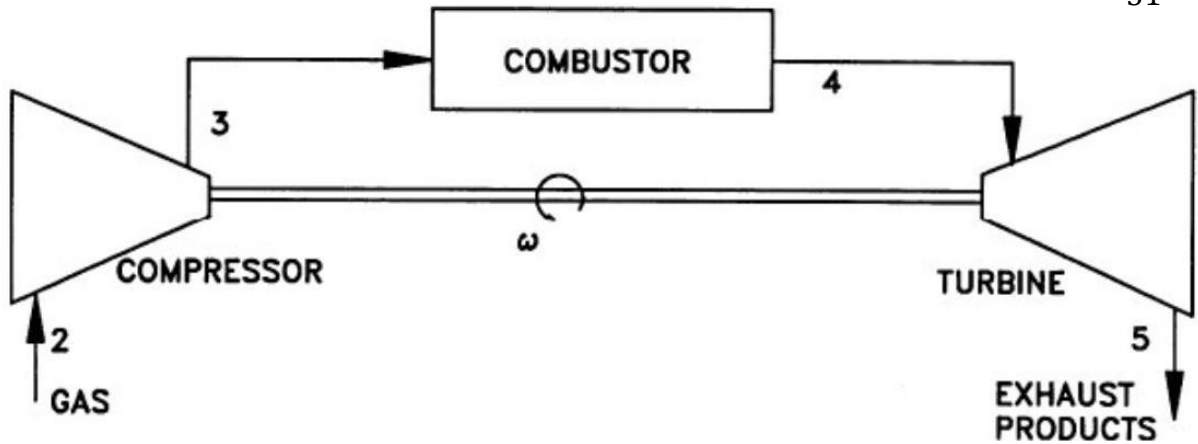 COMBUSTOR
4
3
ω
COMPRESSOR
TURBINE
2
GAS
5
EXHAUST
PRODUCTS